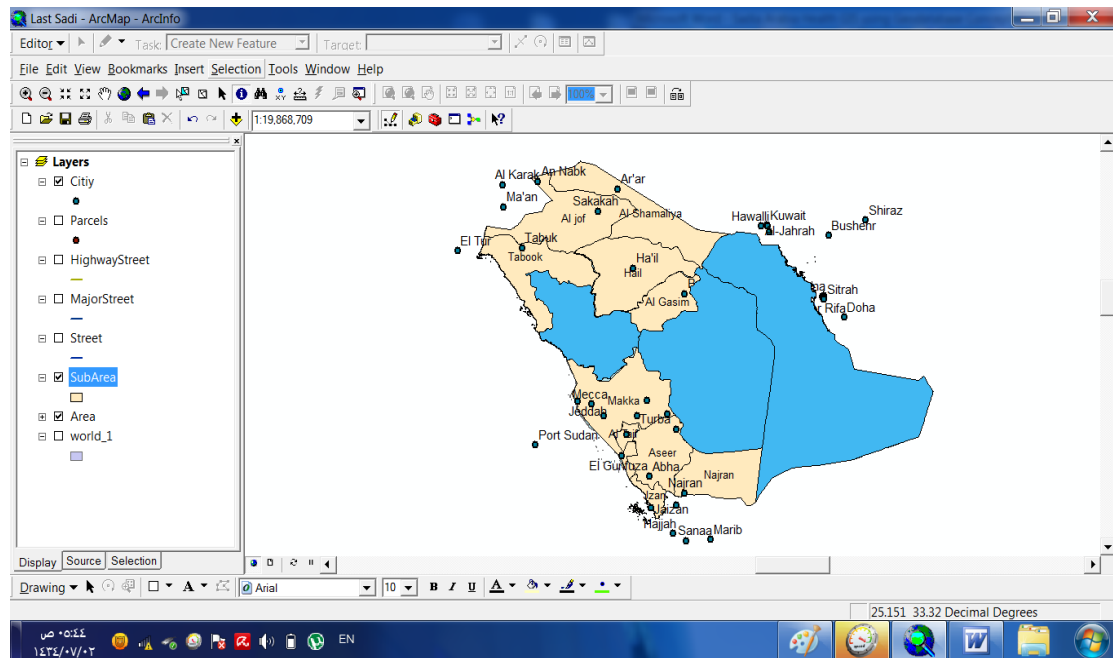 Last Sadi - ArcMap - ArcInfo
Editor Task: Create New Feature Target:
File Edit View Bookmarks Insert Selection Tools Window Help
100%
1:19,868,709
Layers
Citiy
Parcels
HighwayStreet
MajorStreet
Street
SubArea
Area
world_1
Al Karak An Nabk
Ar'ar
Ma'an
Sakakah
Al jof Al Shamaliya
Hawalli Kuwait
Shiraz
Al-Jahrah Bushehr
El Tur Tabuk
Tabook
Ha'il
Hail
Sitrah
Al Gasim
Rifa Doha
Mecca Makka
Jeddah
Turba
Port Sudan
Aseer
Abha
Najran
Najran
Jaizan
Hajjah
Sanaa Marib
Display Source Selection
Drawing A Arial 10 B I U A
25.151 33.32 Decimal Degrees
٠٥:٤٤ ص
١٤٣٤/٠٧/٠٢
EN